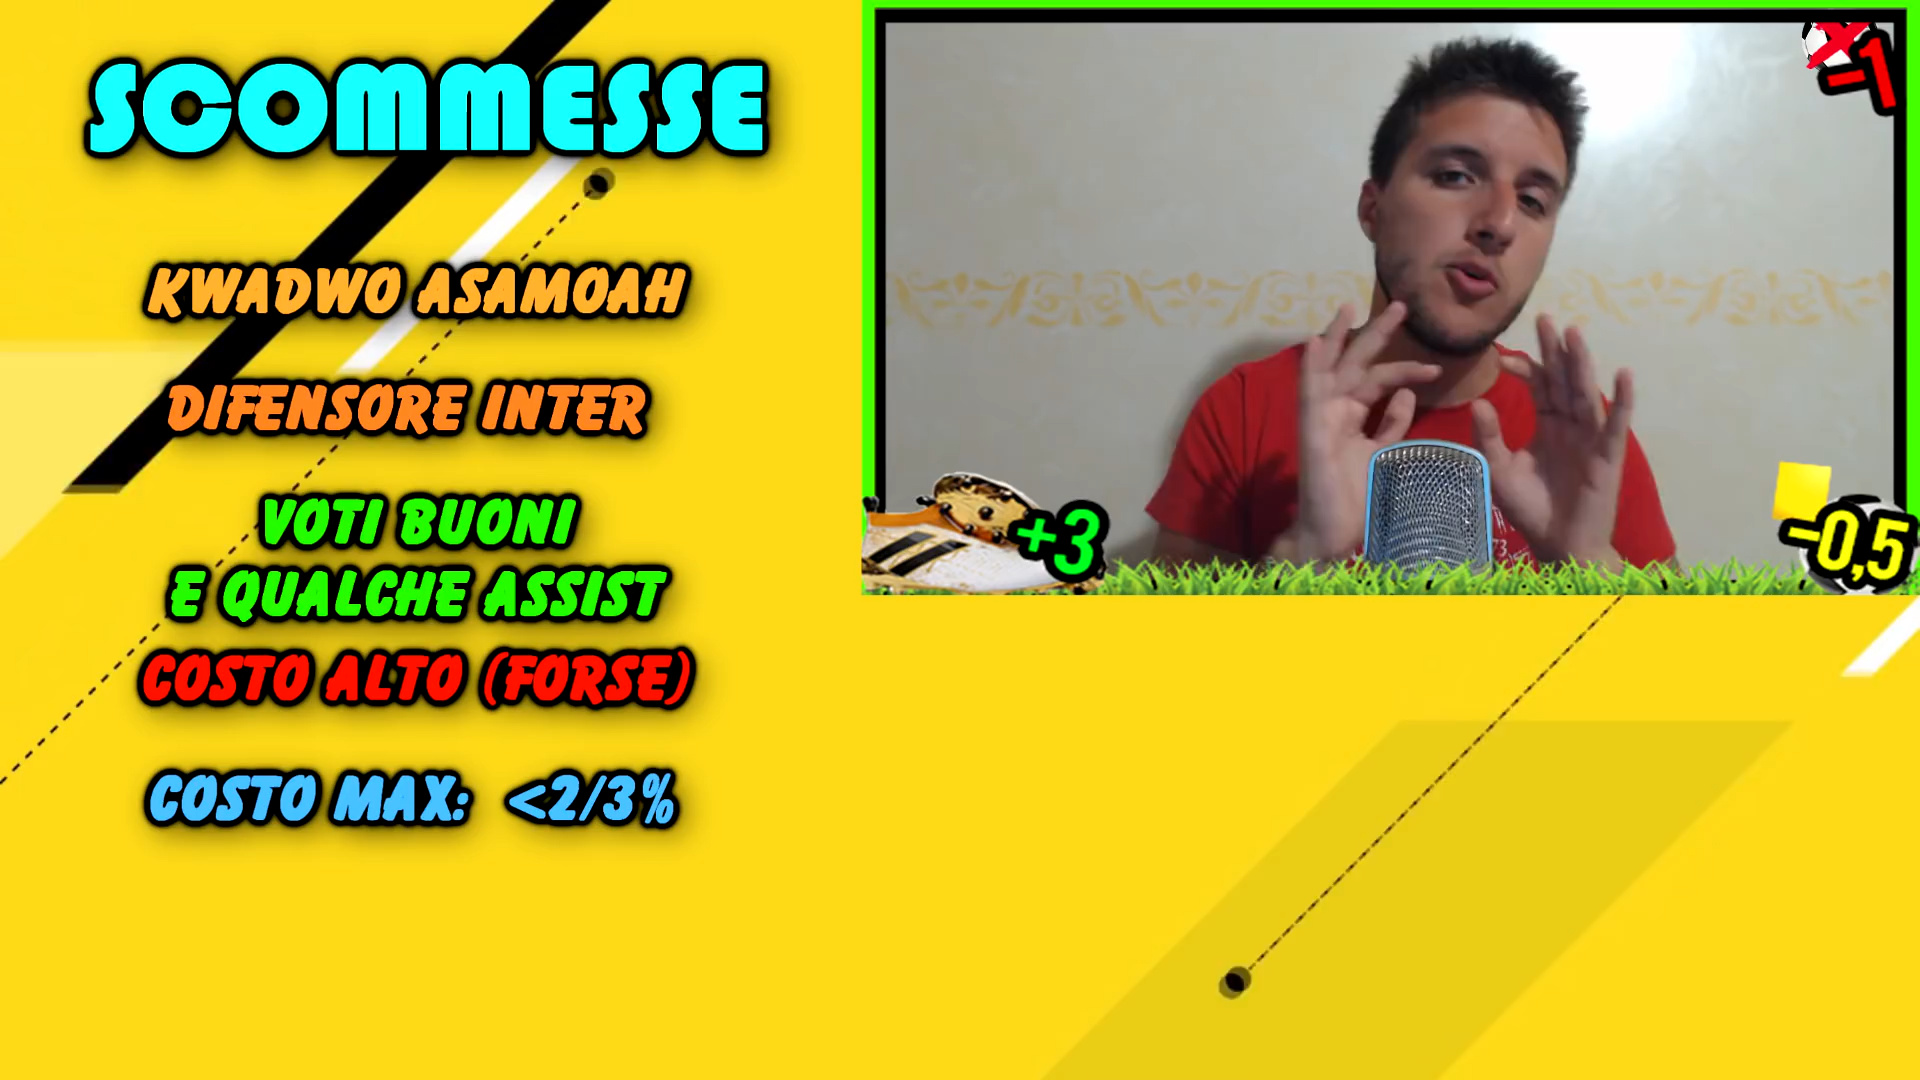 SCOMMESSE
KWADWO ASAMOAH
DIFENSORE INTER
VOTI BUONI
E QUALCHE ASSIST
COSTO ALTO (FORSE)
COSTO MAX: <2/3%
-1
+3
-0,5